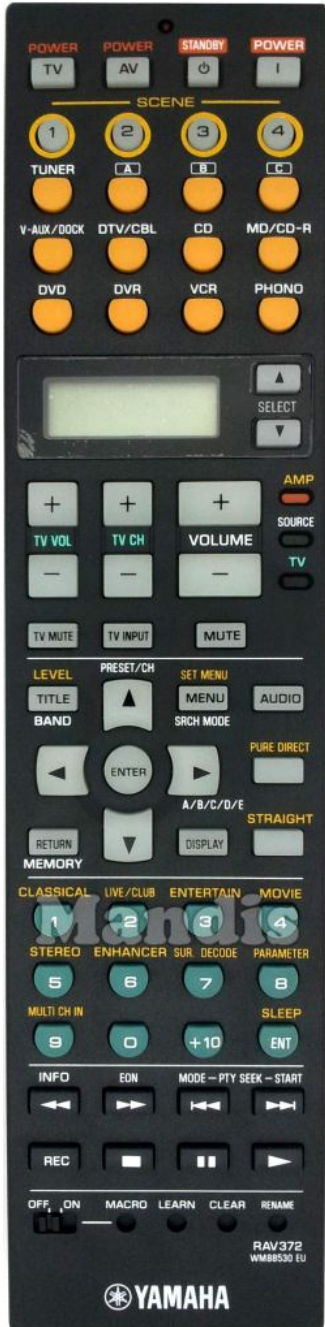 POWER POWER STANDBY POWER
TV AV I
SCENE
1 2 3 4
TUNER A B C
V-AUX/DOCK DTV/CBL CD MD/CD-R
DVD DVR VCR PHONO
SELECT
AMP
+ + +
SOURCE
TV VOL TV CH VOLUME
TV
− − −
TV MUTE TV INPUT MUTE
LEVEL PRESET/CH SET MENU
TITLE MENU AUDIO
BAND SRCH MODE
PURE DIRECT
ENTER
A/B/C/D/E
STRAIGHT
RETURN DISPLAY
MEMORY
CLASSICAL LIVE/CLUB ENTERTAIN MOVIE
1 2 3 4
Mandis
STEREO ENHANCER SUR. DECODE PARAMETER
5 6 7 8
MULTI CH IN SLEEP
9 0 +10 ENT
INFO EON MODE – PTY SEEK – START
REC
OFF ON MACRO LEARN CLEAR RENAME
RAV372
WM88530 EU
YAMAHA